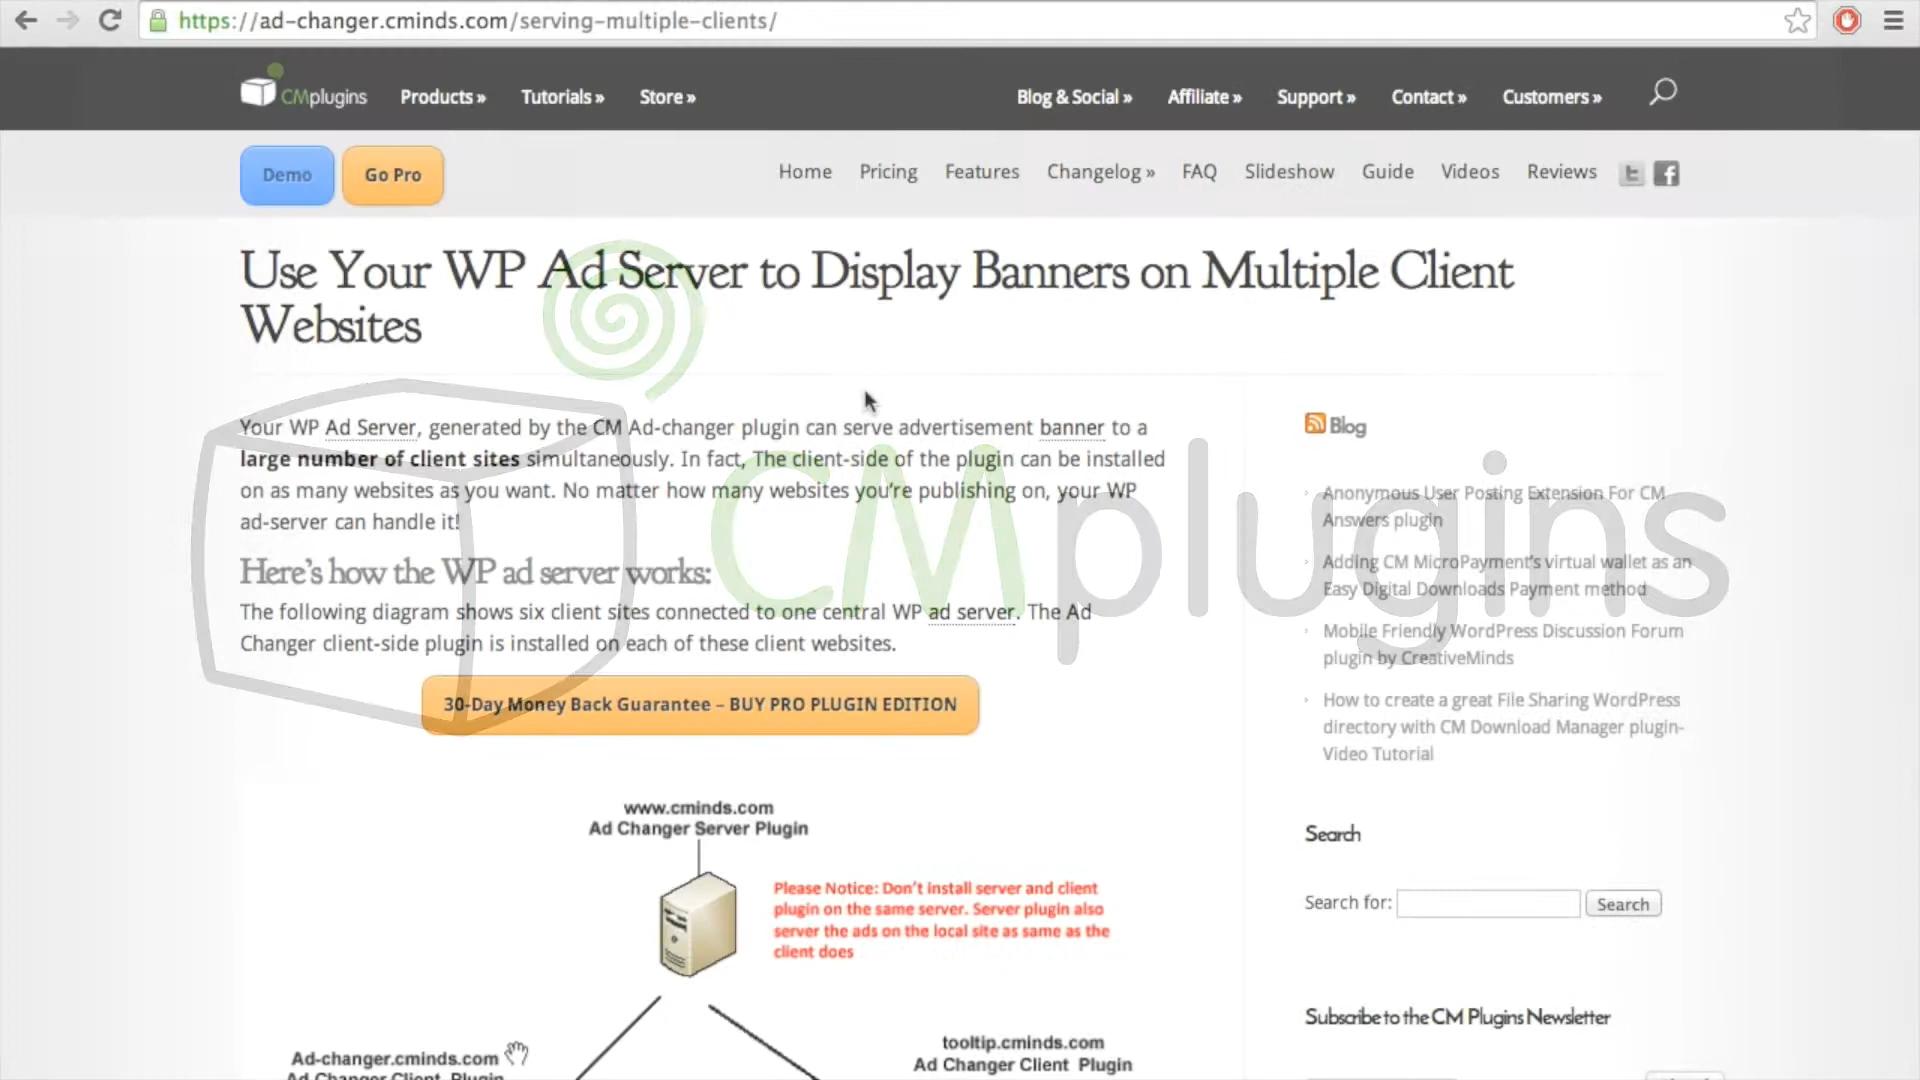 https://ad-changer.cminds.com/serving-multiple-clients/
CMplugins
Products »
Tutorials »
Store »
Blog & Social »
Affiliate »
Support »
Contact »
Customers »
Demo
Go Pro
Home
Pricing
Features
Changelog »
FAQ
Slideshow
Guide
Videos
Reviews
Use Your WP Ad Server to Display Banners on Multiple Client
Websites
Your WP Ad Server, generated by the CM Ad-changer plugin can serve advertisement banner to a
large number of client sites simultaneously. In fact, The client-side of the plugin can be installed
on as many websites as you want. No matter how many websites you're publishing on, your WP
ad-server can handle it!
Here's how the WP ad server works:
The following diagram shows six client sites connected to one central WP ad server. The Ad
Changer client-side plugin is installed on each of these client websites.
30-Day Money Back Guarantee – BUY PRO PLUGIN EDITION
www.cminds.com
Ad Changer Server Plugin
Please Notice: Don't install server and client
plugin on the same server. Server plugin also
server the ads on the local site as same as the
client does
Ad-changer.cminds.com
Ad Changer Client Plugin
tooltip.cminds.com
Ad Changer Client Plugin
CMplugins
Blog
Anonymous User Posting Extension For CM
Answers plugin
Adding CM MicroPayment's virtual wallet as an
Easy Digital Downloads Payment method
Mobile Friendly WordPress Discussion Forum
plugin by CreativeMinds
How to create a great File Sharing WordPress
directory with CM Download Manager plugin-
Video Tutorial
Search
Search for:
Search
Subscribe to the CM Plugins Newsletter